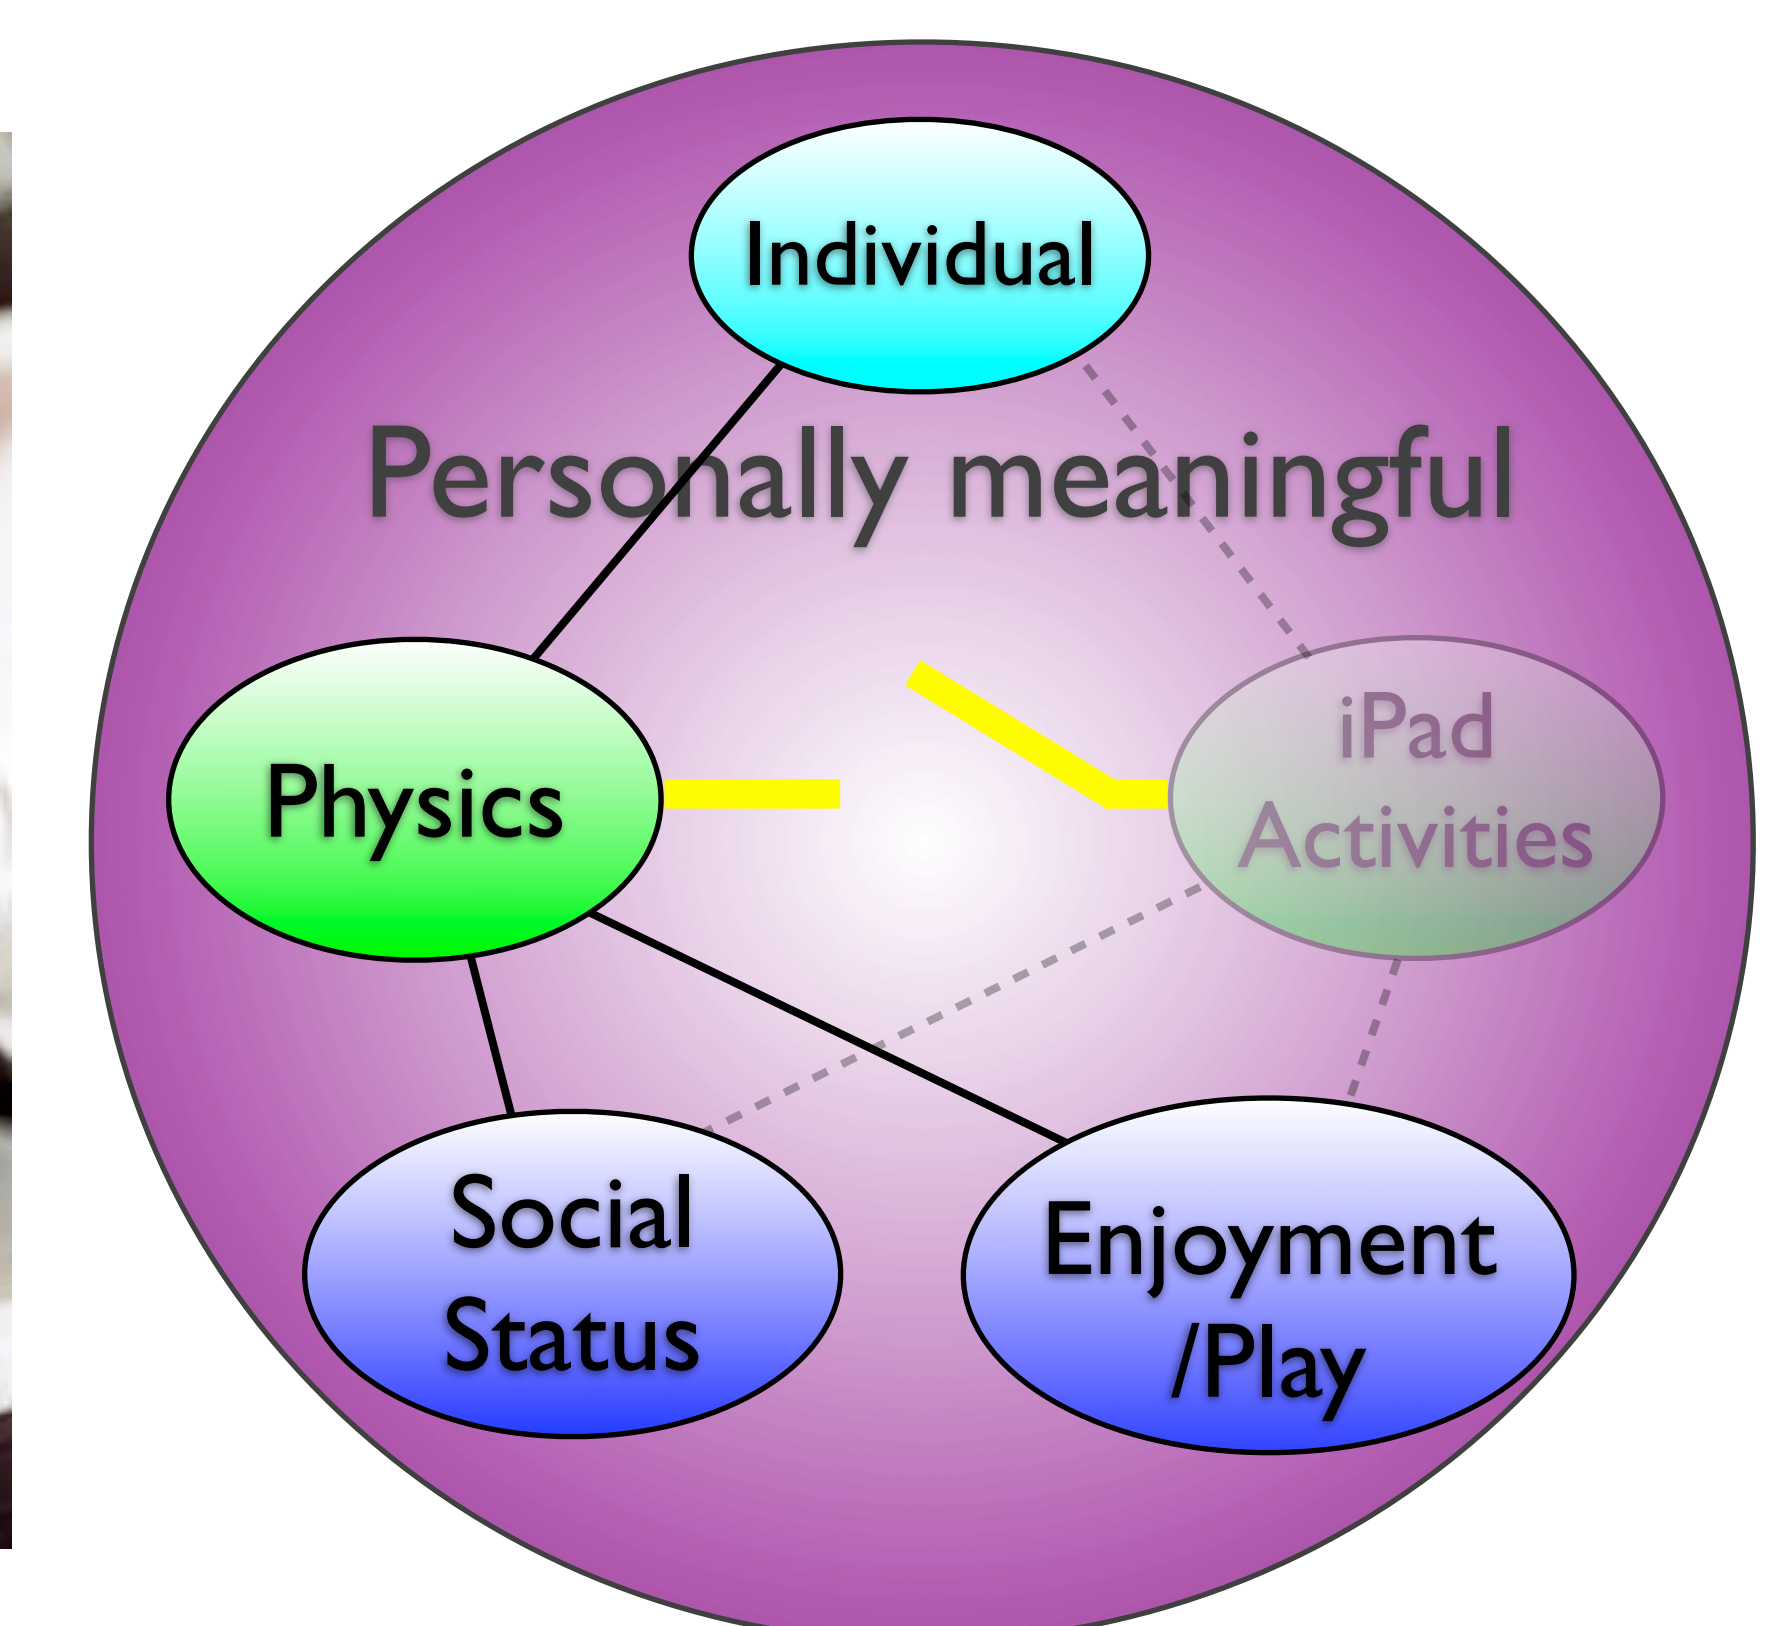 Individual
Personally meaningful
Physics
iPad
Activities
Social
Status
Enjoyment
/Play